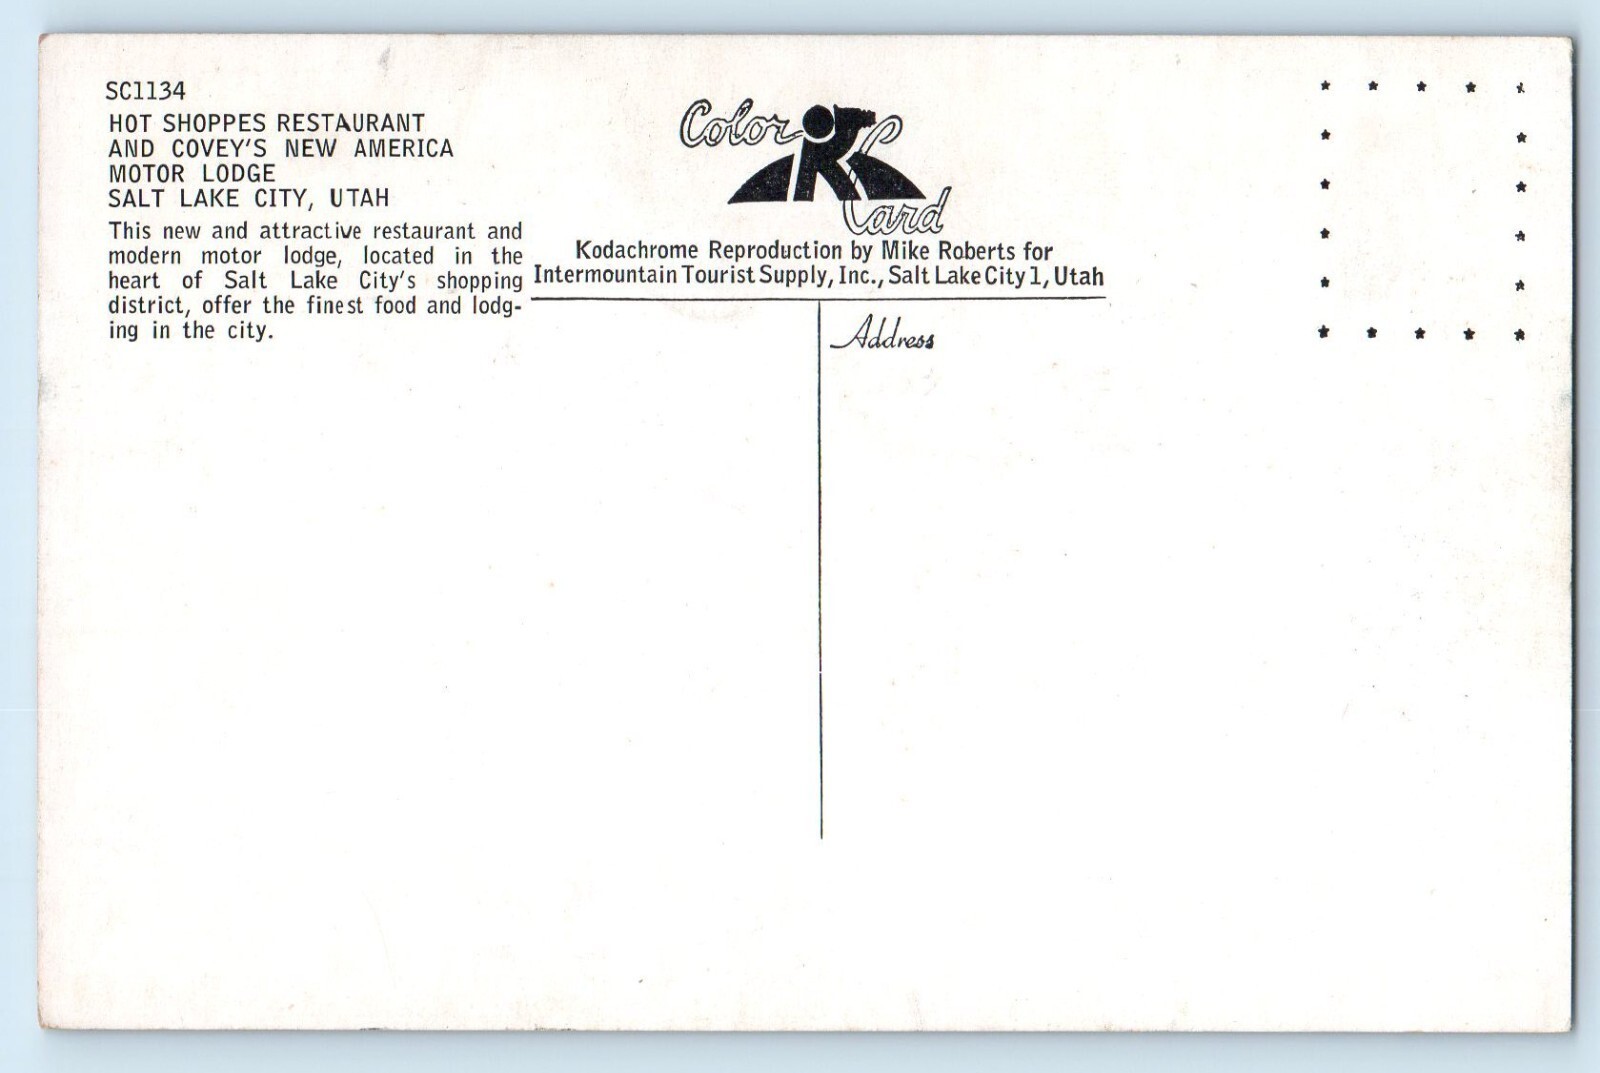 SC1134
HOT SHOPPES RESTAURANT
AND COVEY'S NEW AMERICA
MOTOR LODGE
SALT LAKE CITY, UTAH
This new and attractive restaurant and
modern motor lodge, located in the
heart of Salt Lake City's shopping
district, offer the finest food and lodg-
ing in the city.
Color
Card
Kodachrome Reproduction by Mike Roberts for
Intermountain Tourist Supply, Inc., Salt Lake City 1, Utah
Address